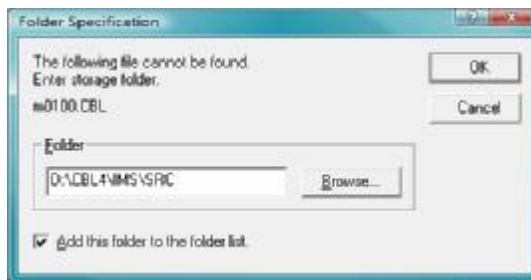 Folder Specification
The following file cannot be found.
Enter storage folder.
m0100.CBL
OK
Cancel
Folder
D:\CBL4\IMS\SRC
Browse...
Add this folder to the folder list.